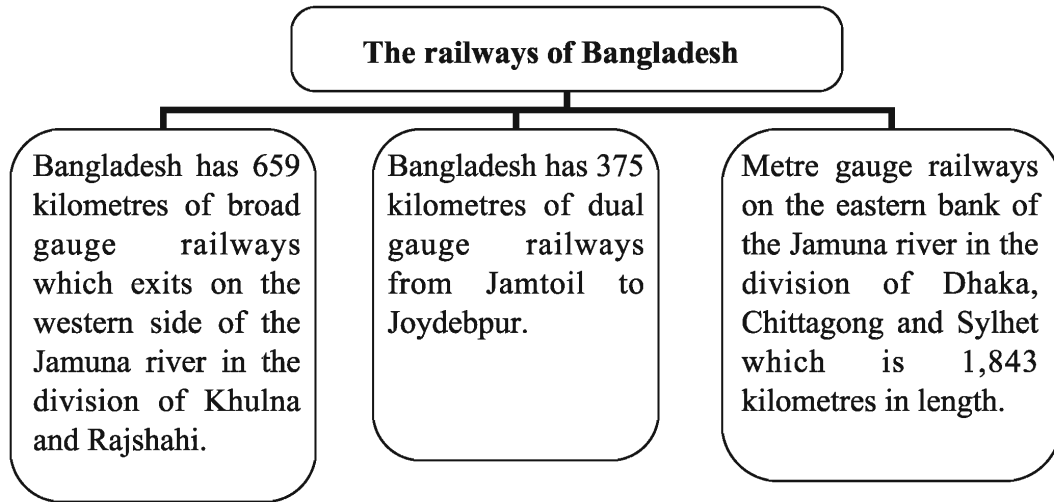 The railways of Bangladesh
Bangladesh has 659
kilometres of broad
gauge railways
which exits on the
western side of the
Jamuna river in the
division of Khulna
and Rajshahi.
Bangladesh has 375
kilometres of dual
gauge railways
from Jamtoil to
Joydebpur.
Metre gauge railways
on the eastern bank of
the Jamuna river in the
division of Dhaka,
Chittagong and Sylhet
which is 1,843
kilometres in length.